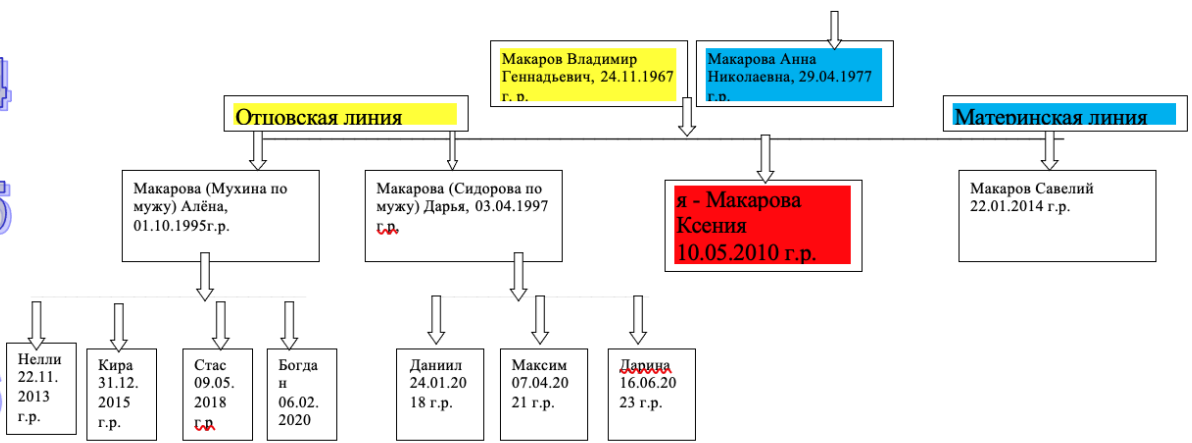 Макаров Владимир
Геннадьевич, 24.11.1967
г. р.
Макарова Анна
Николаевна, 29.04.1977
г.р.
Отцовская линия
Материнская линия
Макарова (Мухина по
мужу) Алёна,
01.10.1995г.р.
Макарова (Сидорова по
мужу) Дарья, 03.04.1997
г.р.
я - Макарова
Ксения
10.05.2010 г.р.
Макаров Савелий
22.01.2014 г.р.
Нелли
22.11.
2013
г.р.
Кира
31.12.
2015
г.р.
Стас
09.05.
2018
г.р
Богда
н
06.02.
2020
Даниил
24.01.20
18 г.р.
Максим
07.04.20
21 г.р.
Дарина
16.06.20
23 г.р.